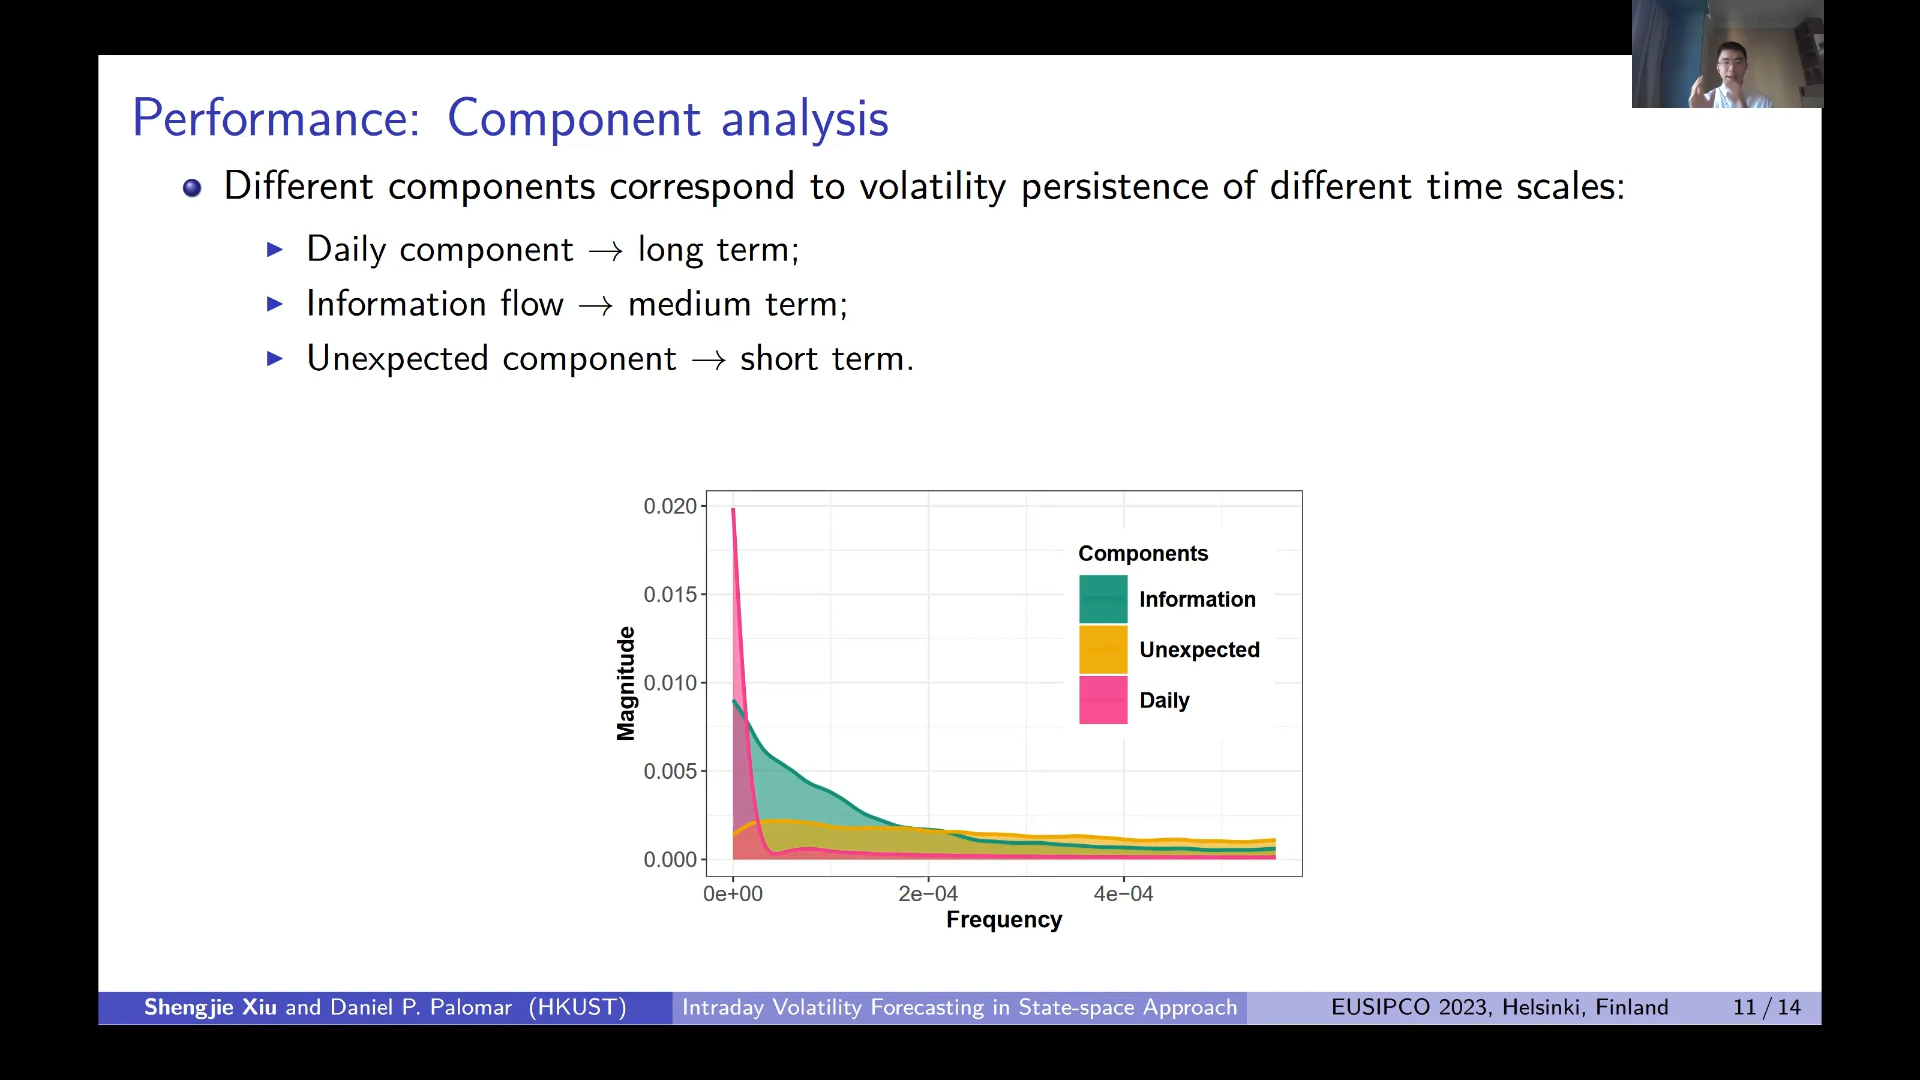 Performance: Component analysis
Different components correspond to volatility persistence of different time scales:
Daily component → long term;
Information flow → medium term;
Unexpected component → short term.
0.020
0.015
0.010
0.005
0.000
Magnitude
Components
Information
Unexpected
Daily
0e+00 2e−04 4e−04
Frequency
Shengjie Xiu and Daniel P. Palomar (HKUST) Intraday Volatility Forecasting in State-space Approach EUSIPCO 2023, Helsinki, Finland 11 / 14